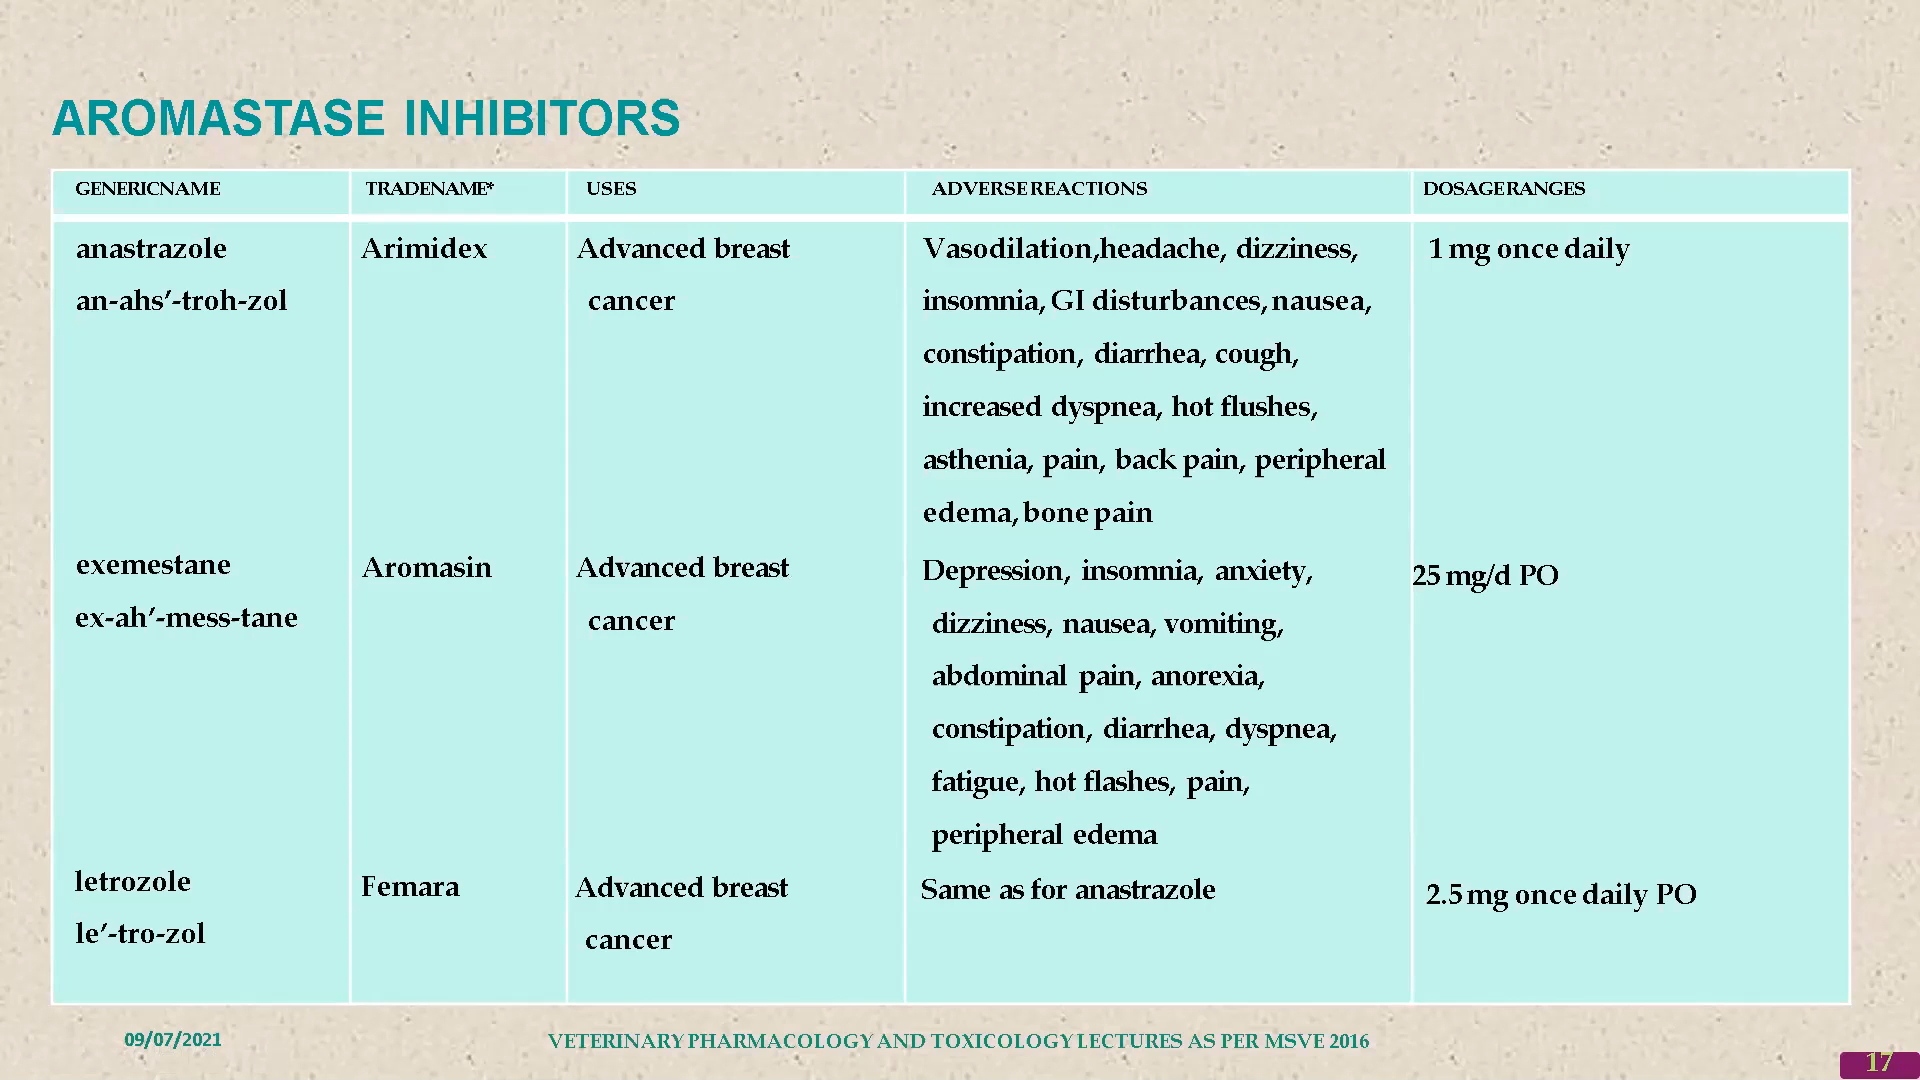 AROMASTASE INHIBITORS
GENERICNAME TRADENAME* USES ADVERSE REACTIONS DOSAGE RANGES
anastrazole Arimidex Advanced breast Vasodilation,headache, dizziness, 1 mg once daily
an-ahs’-troh-zol cancer insomnia, GI disturbances, nausea,
constipation, diarrhea, cough,
increased dyspnea, hot flushes,
asthenia, pain, back pain, peripheral
edema, bone pain
exemestane Aromasin Advanced breast Depression, insomnia, anxiety, 25 mg/d PO
ex-ah’-mess-tane cancer dizziness, nausea, vomiting,
abdominal pain, anorexia,
constipation, diarrhea, dyspnea,
fatigue, hot flashes, pain,
peripheral edema
letrozole Femara Advanced breast Same as for anastrazole 2.5 mg once daily PO
le’-tro-zol cancer
09/07/2021 VETERINARY PHARMACOLOGY AND TOXICOLOGY LECTURES AS PER MSVE 2016
17